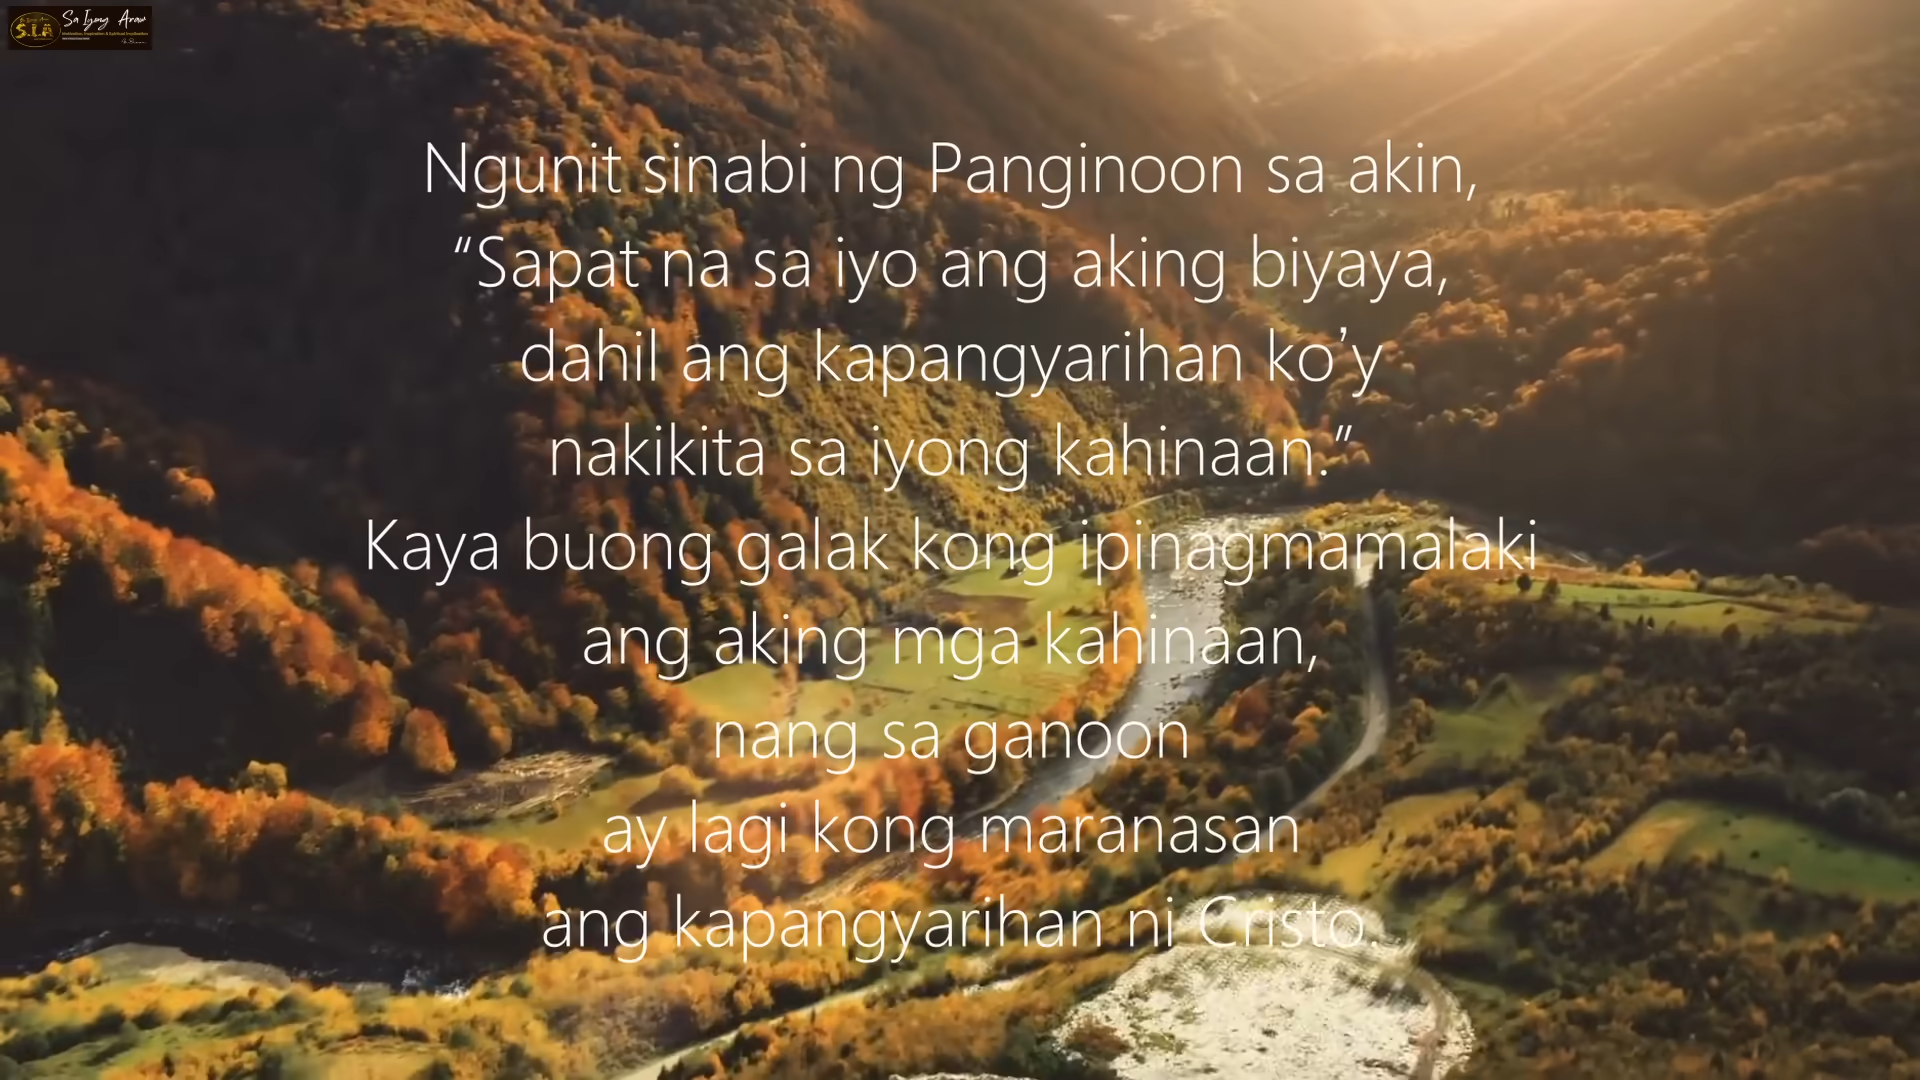 Sa Iyong Araw
S.I.A
Ngunit sinabi ng Panginoon sa akin,
“Sapat na sa iyo ang aking biyaya,
dahil ang kapangyarihan ko’y
nakikita sa iyong kahinaan.”
Kaya buong galak kong ipinagmamalaki
ang aking mga kahinaan,
nang sa ganoon
ay lagi kong maranasan
ang kapangyarihan ni Cristo.